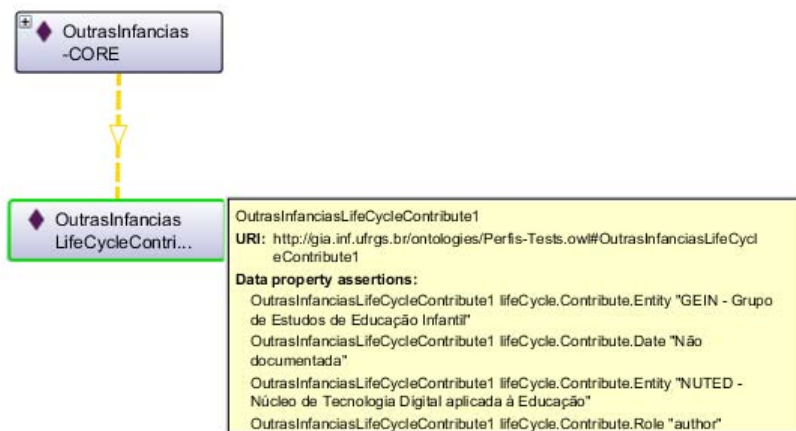 OutrasInfancias
-CORE
OutrasInfancias
LifeCycleContri...
OutrasInfanciasLifeCycleContribute1
URI: http://gia.inf.ufrgs.br/ontologies/Perfis-Tests.owl#OutrasInfanciasLifeCycl
eContribute1
Data property assertions:
OutrasInfanciasLifeCycleContribute1 lifeCycle.Contribute.Entity "GEIN - Grupo
de Estudos de Educação Infantil"
OutrasInfanciasLifeCycleContribute1 lifeCycle.Contribute.Date "Não
documentada"
OutrasInfanciasLifeCycleContribute1 lifeCycle.Contribute.Entity "NUTED -
Núcleo de Tecnologia Digital aplicada à Educação"
OutrasInfanciasLifeCycleContribute1 lifeCycle.Contribute.Role "author"